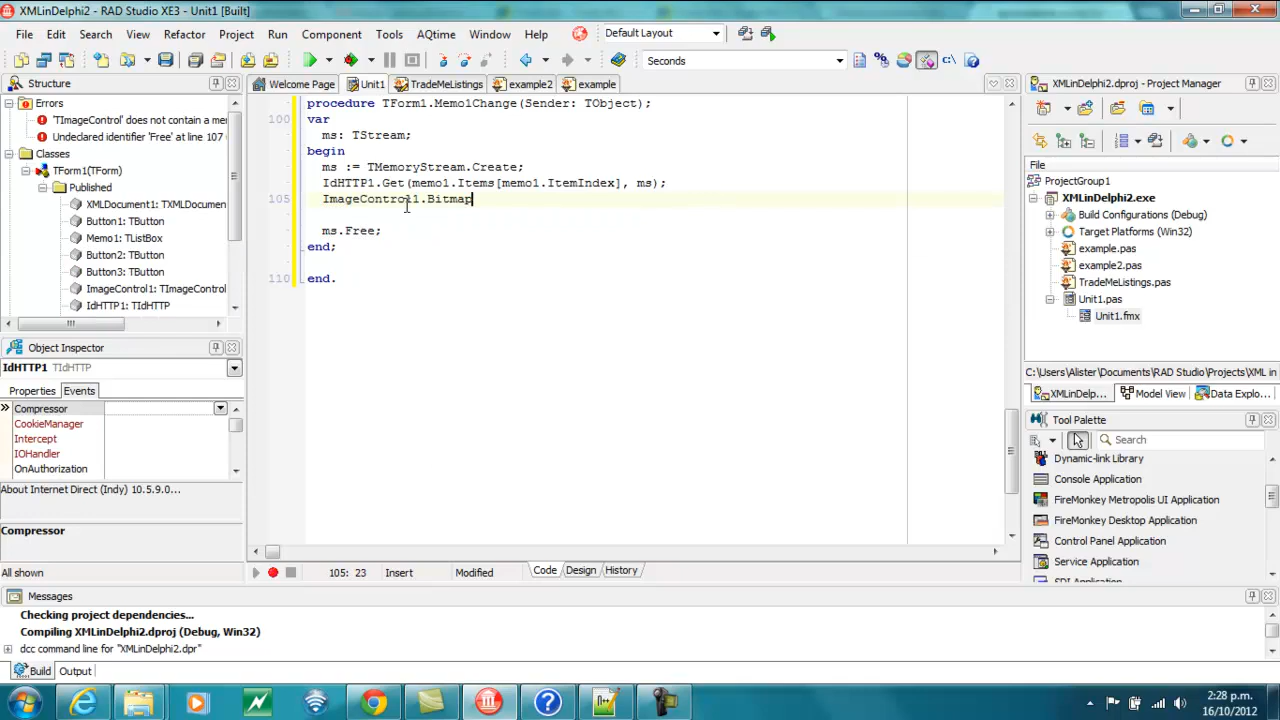 XMLinDelphi2 - RAD Studio XE3 - Unit1 [Built]
File Edit Search View Refactor Project Run Component Tools AQtime Window Help Default Layout
Seconds
Structure
Errors
'TImageControl' does not contain a mem
Undeclared identifier 'Free' at line 107 (
Classes
TForm1(TForm)
Published
XMLDocument1: TXMLDocumen
Button1: TButton
Memo1: TListBox
Button2: TButton
Button3: TButton
ImageControl1: TImageControl
IdHTTP1: TIdHTTP
Object Inspector
IdHTTP1 TIdHTTP
Properties Events
Compressor
CookieManager
Intercept
IOHandler
OnAuthorization
About Internet Direct (Indy) 10.5.9.0...
Compressor
All shown
Welcome Page Unit1 TradeMeListings example2 example
procedure TForm1.Memo1Change(Sender: TObject);
100 var
ms: TStream;
begin
ms := TMemoryStream.Create;
IdHTTP1.Get(memo1.Items[memo1.ItemIndex], ms);
105 ImageControl1.Bitmap
ms.Free;
end;
110 end.
105: 23 Insert Modified Code Design History
XMLinDelphi2.dproj - Project Manager
File
ProjectGroup1
XMLinDelphi2.exe
Build Configurations (Debug)
Target Platforms (Win32)
example.pas
example2.pas
TradeMeListings.pas
Unit1.pas
Unit1.fmx
C:\Users\Alister\Documents\RAD Studio\Projects\XML in
XMLinDelp... Model View Data Explo...
Tool Palette
Search
Dynamic-link Library
Console Application
FireMonkey Metropolis UI Application
FireMonkey Desktop Application
Control Panel Application
Service Application
SDI Application
Messages
Checking project dependencies...
Compiling XMLinDelphi2.dproj (Debug, Win32)
dcc command line for "XMLinDelphi2.dpr"
Build Output
2:28 p.m.
16/10/2012